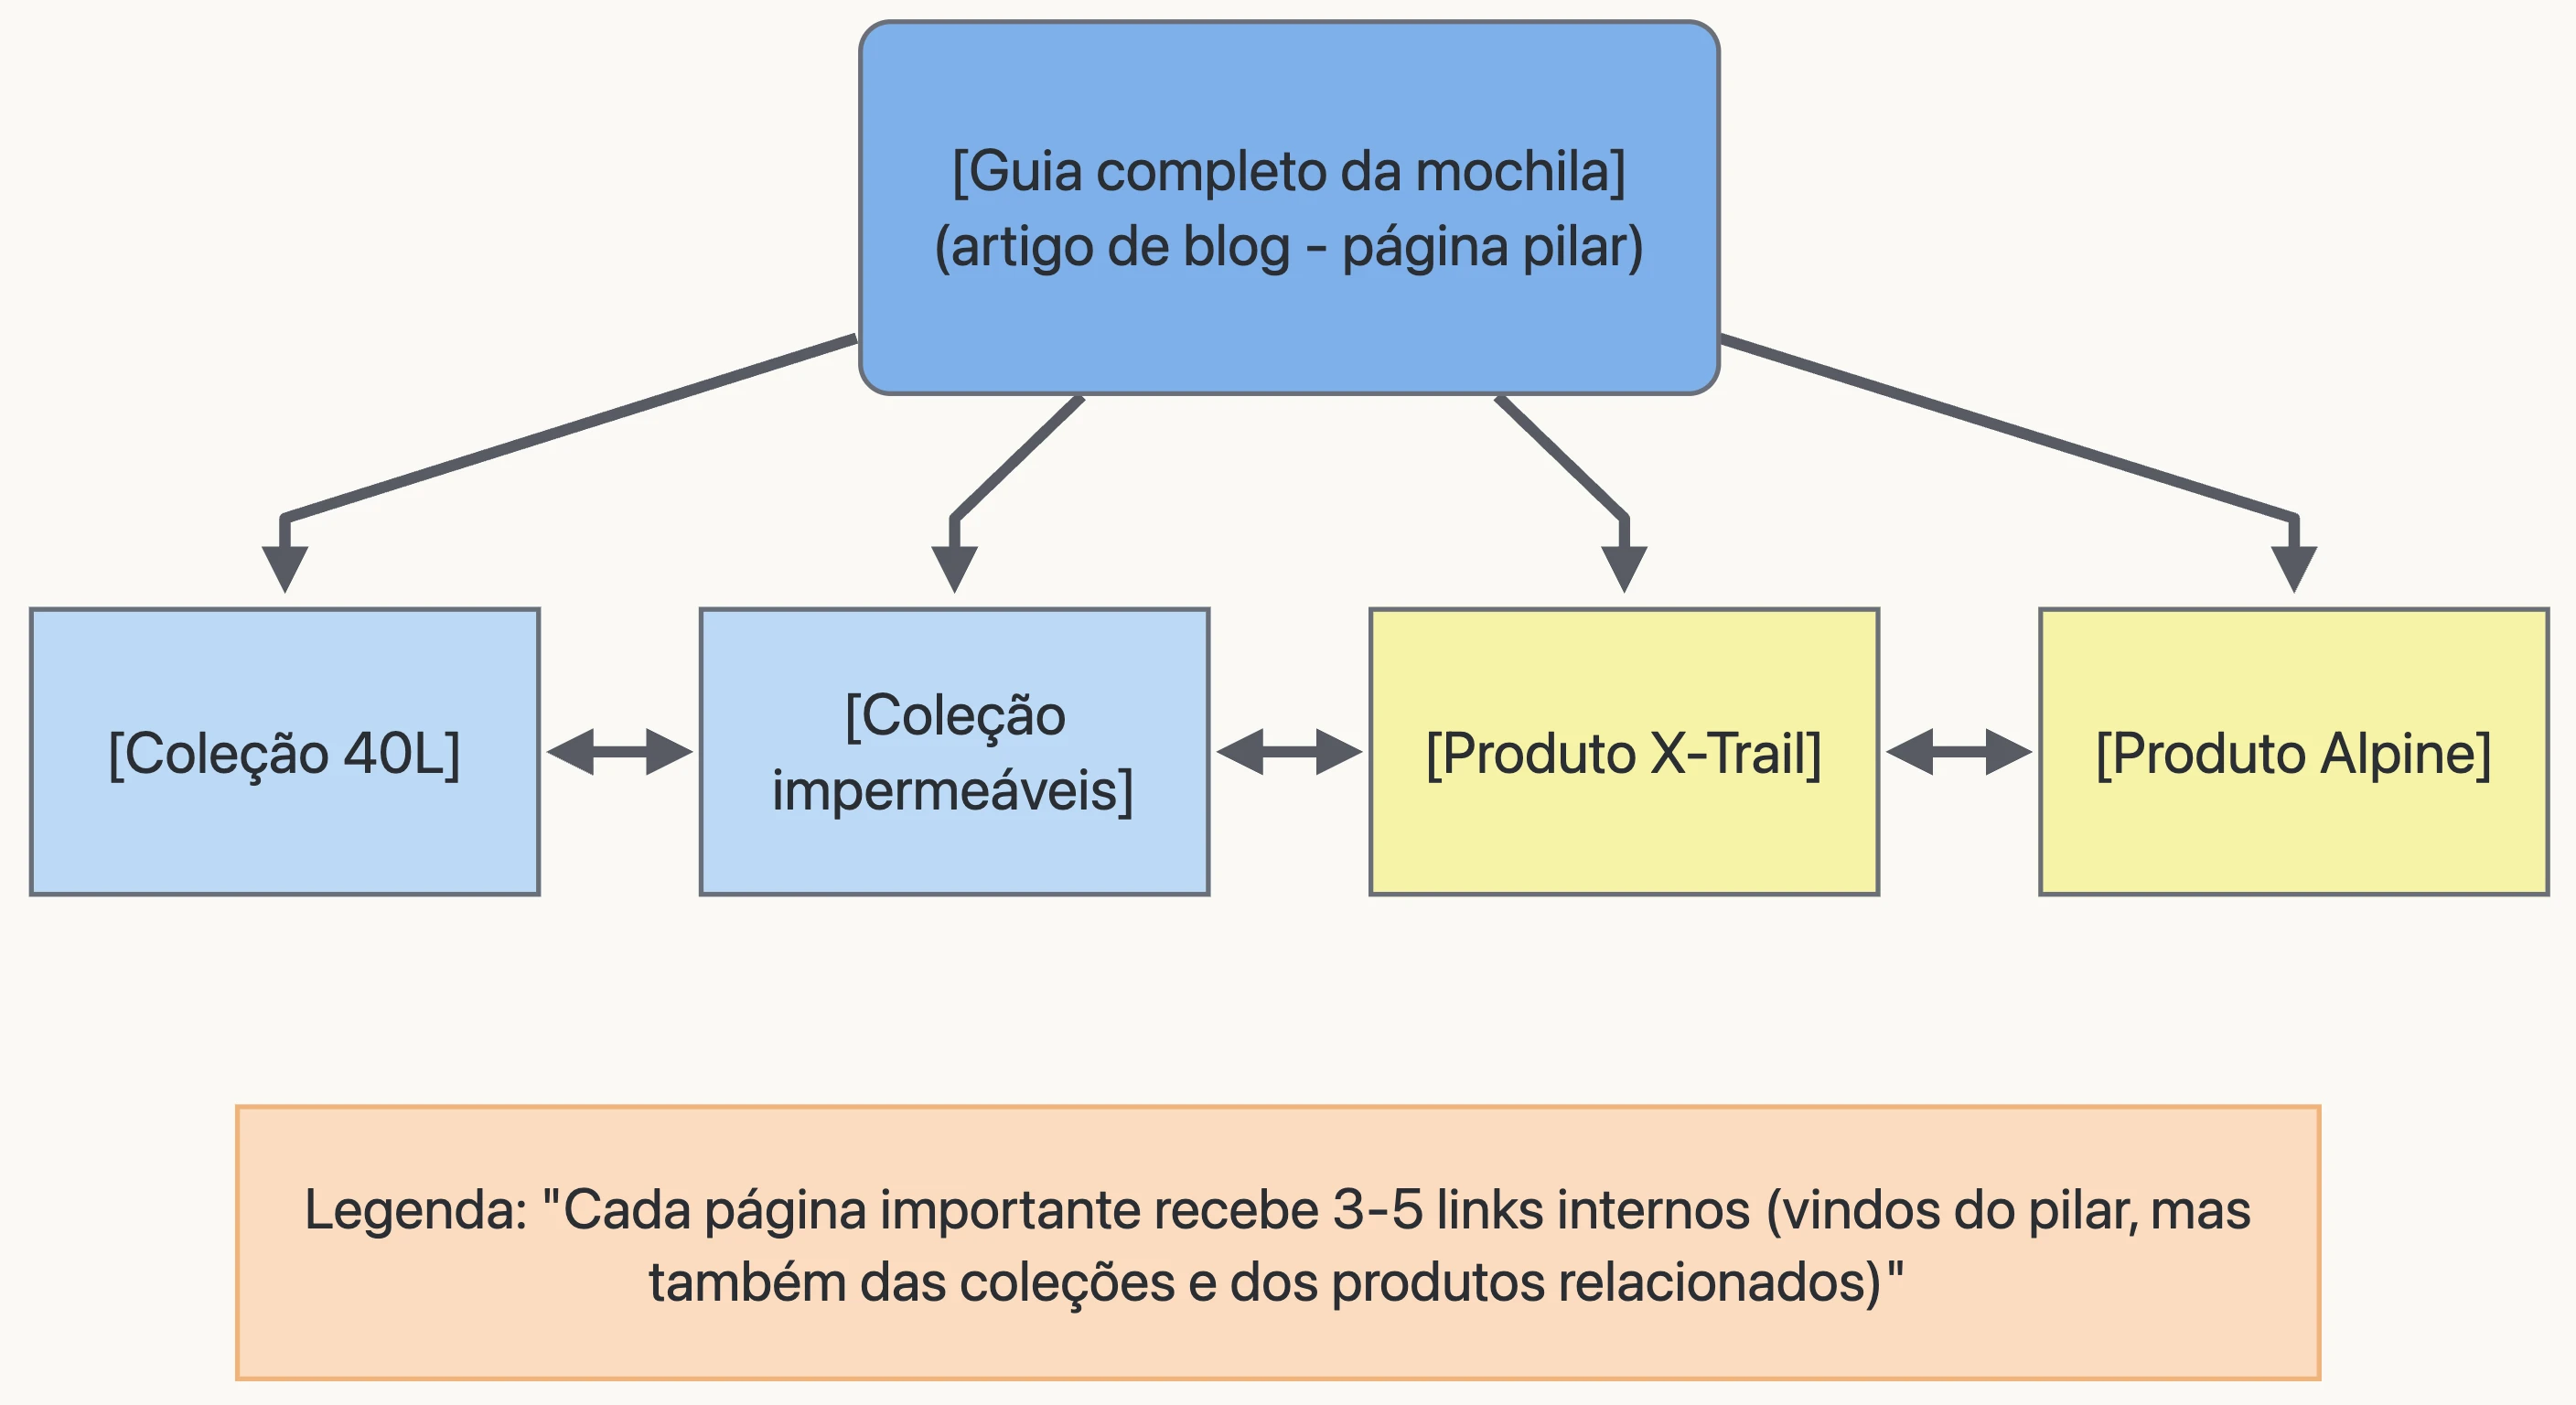 [Guia completo da mochila]
(artigo de blog - página pilar)
[Coleção 40L]
[Coleção
impermeáveis]
[Produto X-Trail]
[Produto Alpine]
Legenda: "Cada página importante recebe 3-5 links internos (vindos do pilar, mas
também das coleções e dos produtos relacionados)"